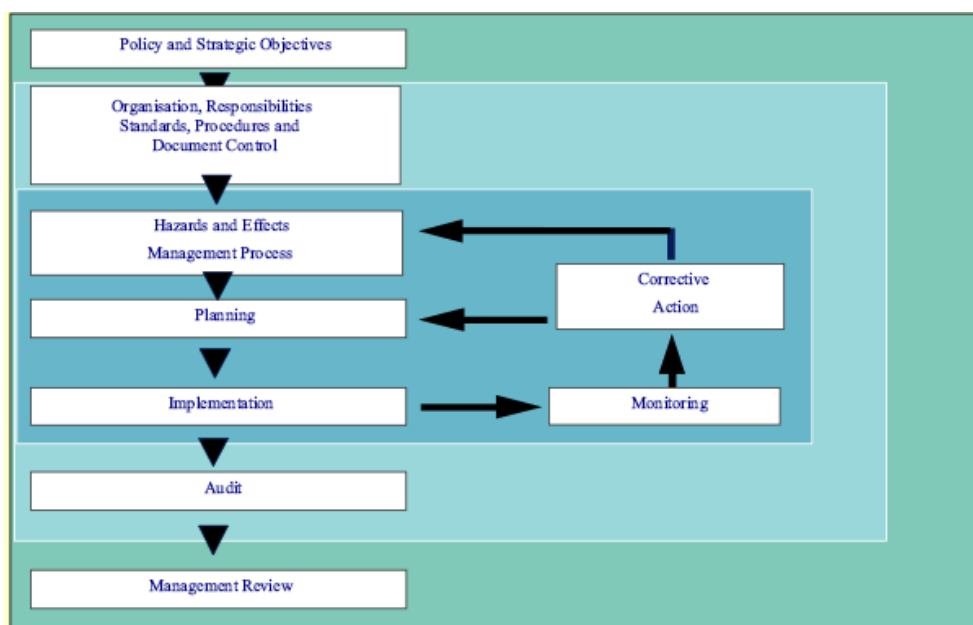 Policy and Strategic Objectives
Organisation, Responsibilities
Standards, Procedures and
Document Control
Hazards and Effects
Management Process
Corrective
Action
Planning
Implementation
Monitoring
Audit
Management Review